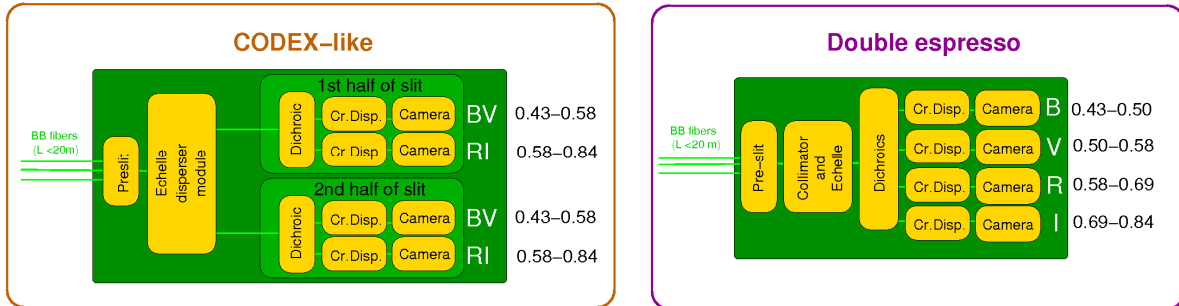 CODEX-like
BB fibers
(L <20m)
Preslit
Echelle
disperser
module
1st half of slit
Dichroic
Cr.Disp.
Camera
BV
0.43-0.58
Cr.Disp.
Camera
RI
0.58-0.84
2nd half of slit
Dichroic
Cr.Disp.
Camera
BV
0.43-0.58
Cr.Disp.
Camera
RI
0.58-0.84
Double espresso
BB fibers
(L <20 m)
Pre-slit
Collimator
and
Echelle
Dichroics
Cr.Disp.
Camera
B
0.43-0.50
Cr.Disp.
Camera
V
0.50-0.58
Cr.Disp.
Camera
R
0.58-0.69
Cr.Disp.
Camera
I
0.69-0.84